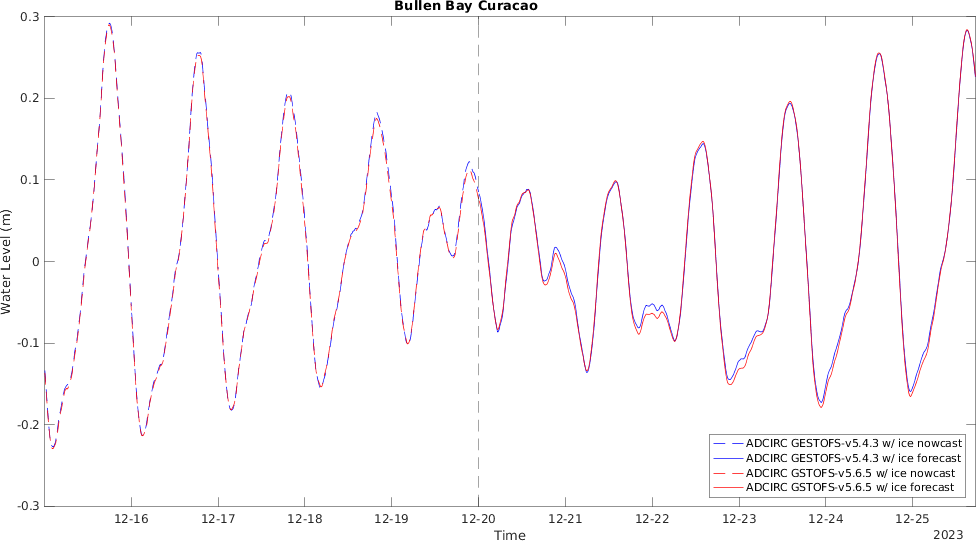 Bullen Bay Curacao
Water Level (m)
0.3
0.2
0.1
0
-0.1
-0.2
-0.3
ADCIRC GESTOFS-v5.4.3 w/ ice nowcast
ADCIRC GESTOFS-v5.4.3 w/ ice forecast
ADCIRC GSTOFS-v5.6.5 w/ ice nowcast
ADCIRC GSTOFS-v5.6.5 w/ ice forecast
12-16 12-17 12-18 12-19 12-20 12-21 12-22 12-23 12-24 12-25
Time
2023